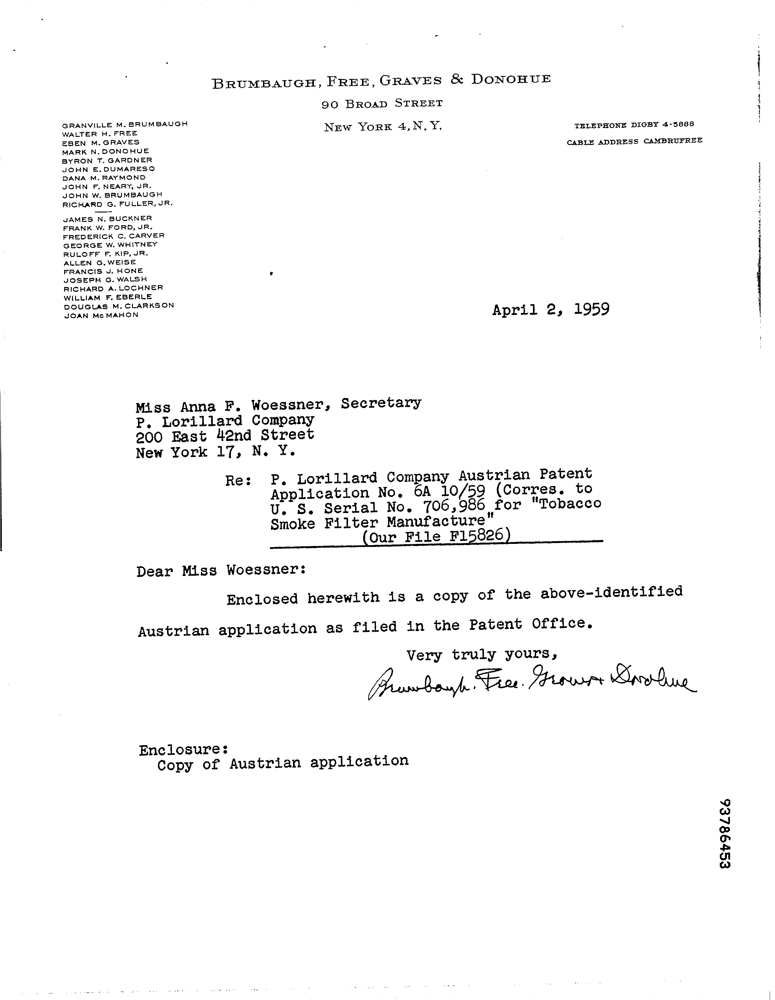 BRUMBAUGH, FREE, GRAVES & DONOHUE
90 BROAD STREET
NEW YORK 4, N. Y.
TELEPHONE DIGBY 4-5888
CABLE ADDRESS CAMBRUFREE
GRANVILLE M. BRUMBAUGH
WALTER H. FREE
EBEN M. GRAVES
MARK N. DONOHUE
BYRON T. GARDNER
JOHN E. DUMARESQ
DANA M. RAYMOND
JOHN F. NEARY, JR.
JOHN W. BRUMBAUGH
RICHARD G. FULLER, JR.
JAMES N. BUCKNER
FRANK W. FORD, JR.
FREDERICK C. CARVER
GEORGE W. WHITNEY
RULOFF F. KIP, JR.
ALLEN G. WEISE
FRANCIS J. HONE
JOSEPH G. WALSH
RICHARD A. LOCHNER
WILLIAM F. EBERLE
DOUGLAS M. CLARKSON
JOAN McMAHON
April 2, 1959
Miss Anna F. Woessner, Secretary
P. Lorillard Company
200 East 42nd Street
New York 17, N. Y.
Re: P. Lorillard Company Austrian Patent
Application No. 6A 10/59 (Corres. to
U. S. Serial No. 706,986 for "Tobacco
Smoke Filter Manufacture"
(Our File F15826)
Dear Miss Woessner:
Enclosed herewith is a copy of the above-identified
Austrian application as filed in the Patent Office.
Very truly yours,
Brumbaugh, Free, Graves & Donohue
Enclosure:
Copy of Austrian application
93786453